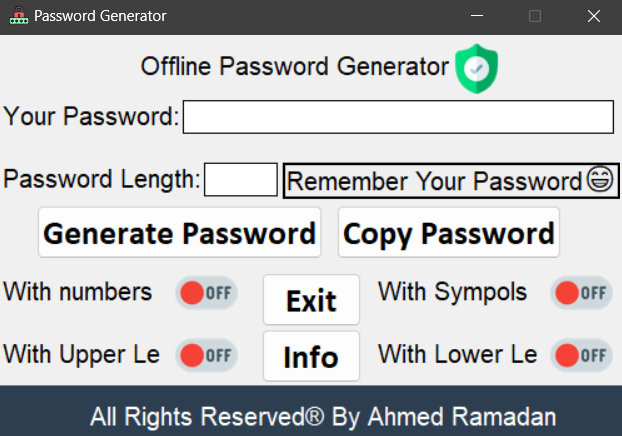 Password Generator
Offline Password Generator
Your Password:
Password Length:
Remember Your Password
Generate Password
Copy Password
With numbers OFF
Exit
With Sympols OFF
With Upper Le OFF
Info
With Lower Le OFF
All Rights Reserved® By Ahmed Ramadan